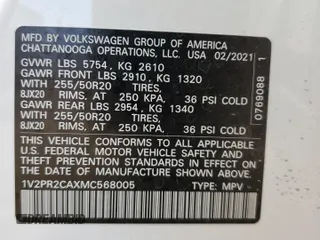 MFD BY VOLKSWAGEN GROUP OF AMERICA
CHATTANOOGA OPERATIONS, LLC. USA 02/2021
GVWR LBS 5754, KG 2610
GAWR FRONT LBS 2910, KG 1320
WITH 255/50R20 TIRES,
8JX20 RIMS, AT 250 KPA, 36 PSI COLD
GAWR REAR LBS 2954, KG 1340
WITH 255/50R20 TIRES,
8JX20 RIMS, AT 250 KPA, 36 PSI COLD
THIS VEHICLE CONFORMS TO ALL APPLICABLE
U.S. FEDERAL MOTOR VEHICLE SAFETY
STANDARDS IN EFFECT ON THE
DATE OF MANUFACTURE SHOWN ABOVE.
1V2PR2CAXMC568005 TYPE: MPV
0769088 1